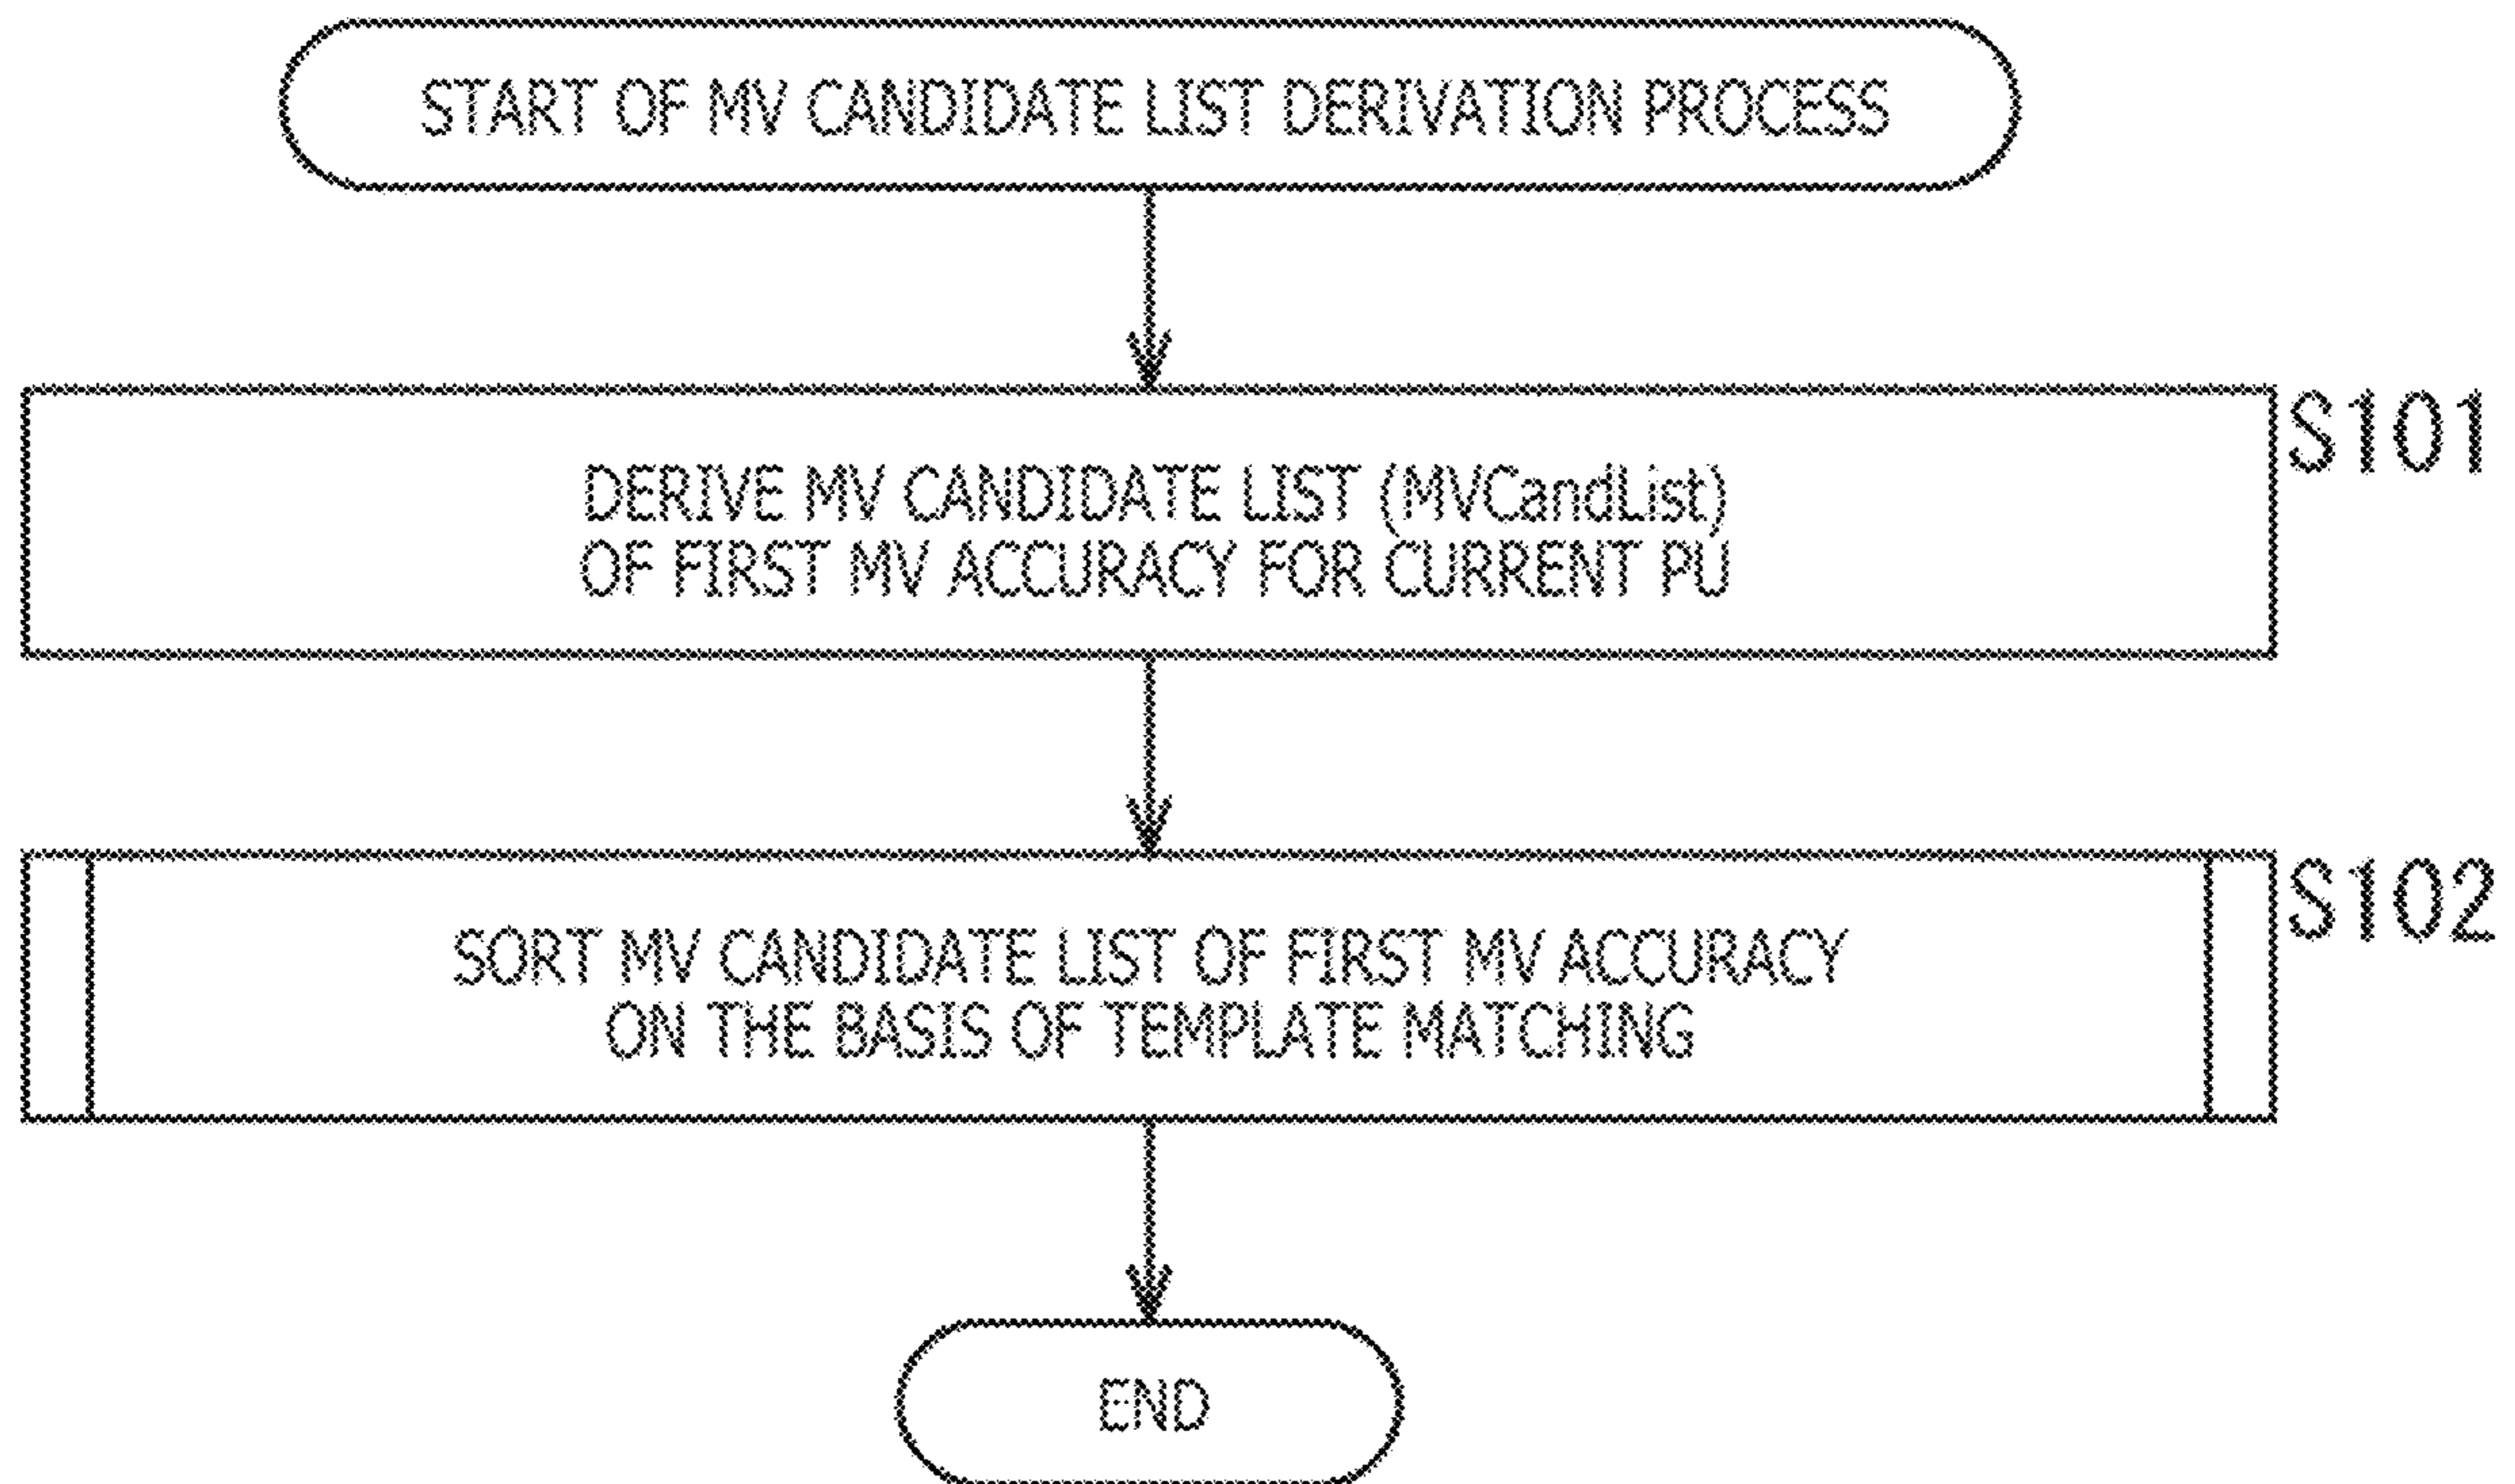 START OF MV CANDIDATE LIST DERIVATION PROCESS
S101
DERIVE MV CANDIDATE LIST (MVCandList)
OF FIRST MV ACCURACY FOR CURRENT PU
S102
SORT MV CANDIDATE LIST OF FIRST MV ACCURACY
ON THE BASIS OF TEMPLATE MATCHING
END